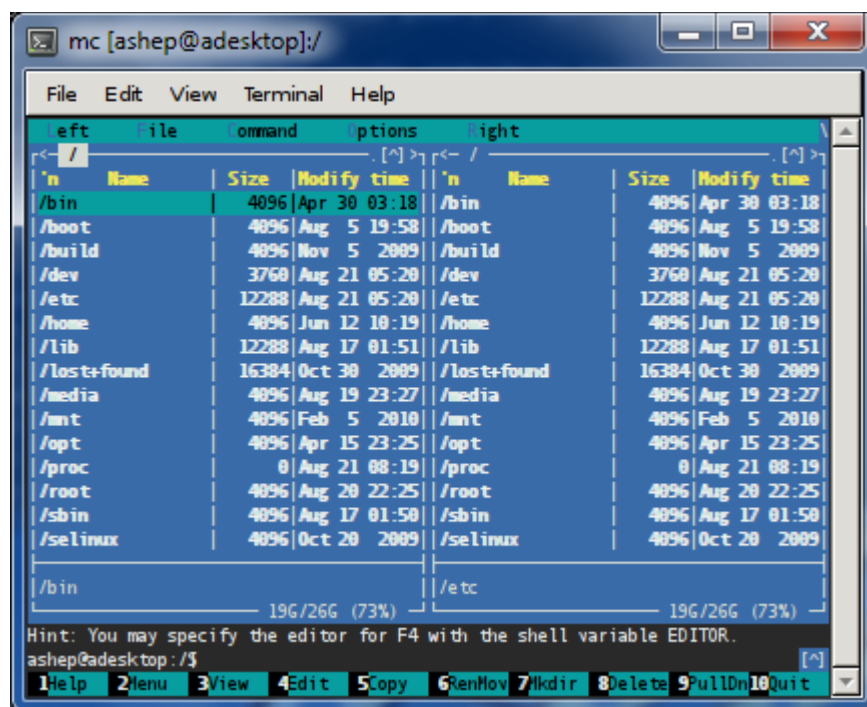 mc [ashep@adesktop]:/
File Edit View Terminal Help
Left File Command Options Right
<- / .[^]> <- / .[^]>
'n Name | Size |Modify time 'n Name | Size |Modify time
/bin | 4096|Apr 30 03:18 /bin | 4096|Apr 30 03:18
/boot | 4096|Aug 5 19:58 /boot | 4096|Aug 5 19:58
/build | 4096|Nov 5 2009 /build | 4096|Nov 5 2009
/dev | 3760|Aug 21 05:20 /dev | 3760|Aug 21 05:20
/etc | 12288|Aug 21 05:20 /etc | 12288|Aug 21 05:20
/home | 4096|Jun 12 10:19 /home | 4096|Jun 12 10:19
/lib | 12288|Aug 17 01:51 /lib | 12288|Aug 17 01:51
/lost+found | 16384|Oct 30 2009 /lost+found | 16384|Oct 30 2009
/media | 4096|Aug 19 23:27 /media | 4096|Aug 19 23:27
/mnt | 4096|Feb 5 2010 /mnt | 4096|Feb 5 2010
/opt | 4096|Apr 15 23:25 /opt | 4096|Apr 15 23:25
/proc | 0|Aug 21 08:19 /proc | 0|Aug 21 08:19
/root | 4096|Aug 20 22:25 /root | 4096|Aug 20 22:25
/sbin | 4096|Aug 17 01:50 /sbin | 4096|Aug 17 01:50
/selinux | 4096|Oct 20 2009 /selinux | 4096|Oct 20 2009
/bin /etc
19G/26G (73%) 19G/26G (73%)
Hint: You may specify the editor for F4 with the shell variable EDITOR.
ashep@adesktop:/$ [^]
1Help 2Menu 3View 4Edit 5Copy 6RenMov 7Mkdir 8Delete 9PullDn 10Quit